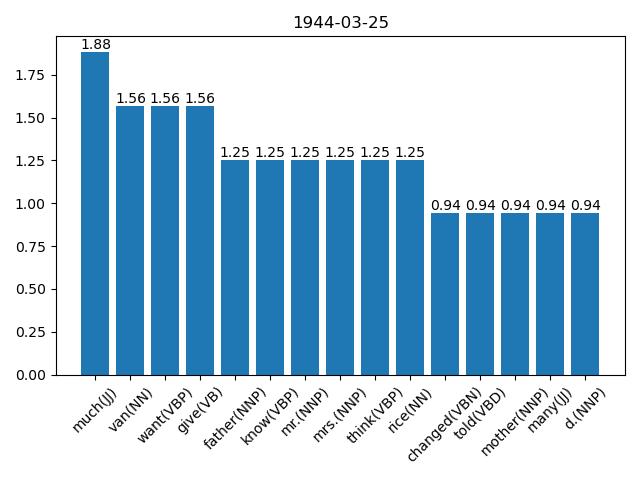 1944-03-25
1.88
1.56 1.56 1.56
1.25 1.25 1.25 1.25 1.25 1.25
0.94 0.94 0.94 0.94 0.94
1.75
1.50
1.25
1.00
0.75
0.50
0.25
0.00
much(JJ)
van(NN)
want(VBP)
give(VB)
father(NNP)
know(VBP)
mr.(NNP)
mrs.(NNP)
think(VBP)
rice(NN)
changed(VBN)
told(VBD)
mother(NNP)
many(JJ)
d.(NNP)